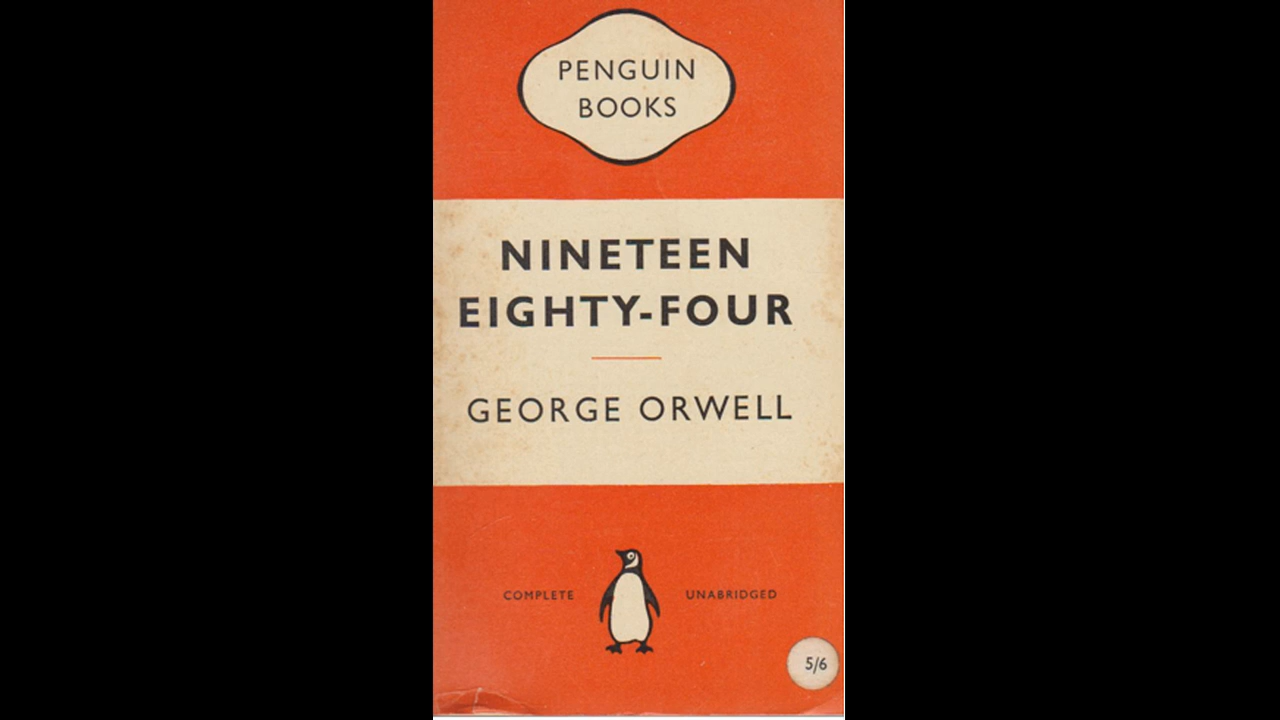 PENGUIN
BOOKS
NINETEEN
EIGHTY-FOUR
GEORGE ORWELL
COMPLETE UNABRIDGED
5/6